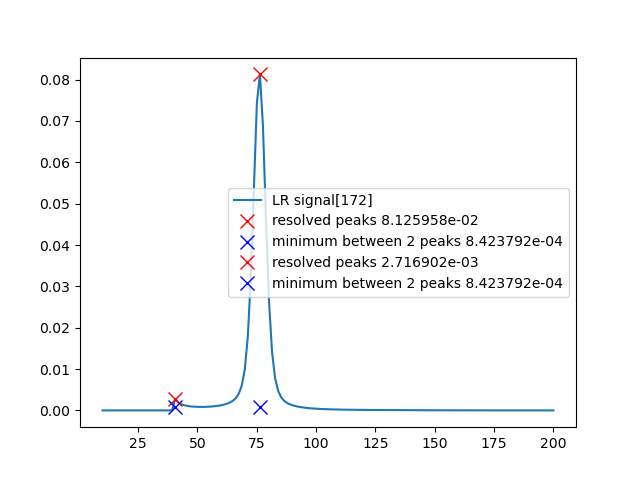 0.08
0.07
0.06
0.05
0.04
0.03
0.02
0.01
0.00
LR signal[172]
resolved peaks 8.125958e-02
minimum between 2 peaks 8.423792e-04
resolved peaks 2.716902e-03
minimum between 2 peaks 8.423792e-04
25 50 75 100 125 150 175 200